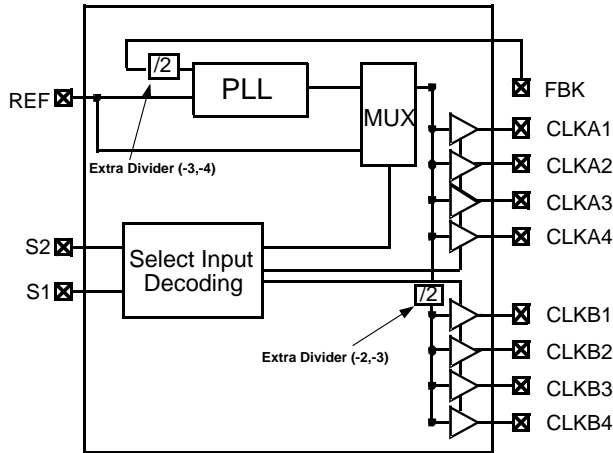 /2
PLL
MUX
REF
FBK
CLKA1
Extra Divider (-3,-4)
CLKA2
CLKA3
CLKA4
S2
S1
Select Input
Decoding
/2
Extra Divider (-2,-3)
CLKB1
CLKB2
CLKB3
CLKB4